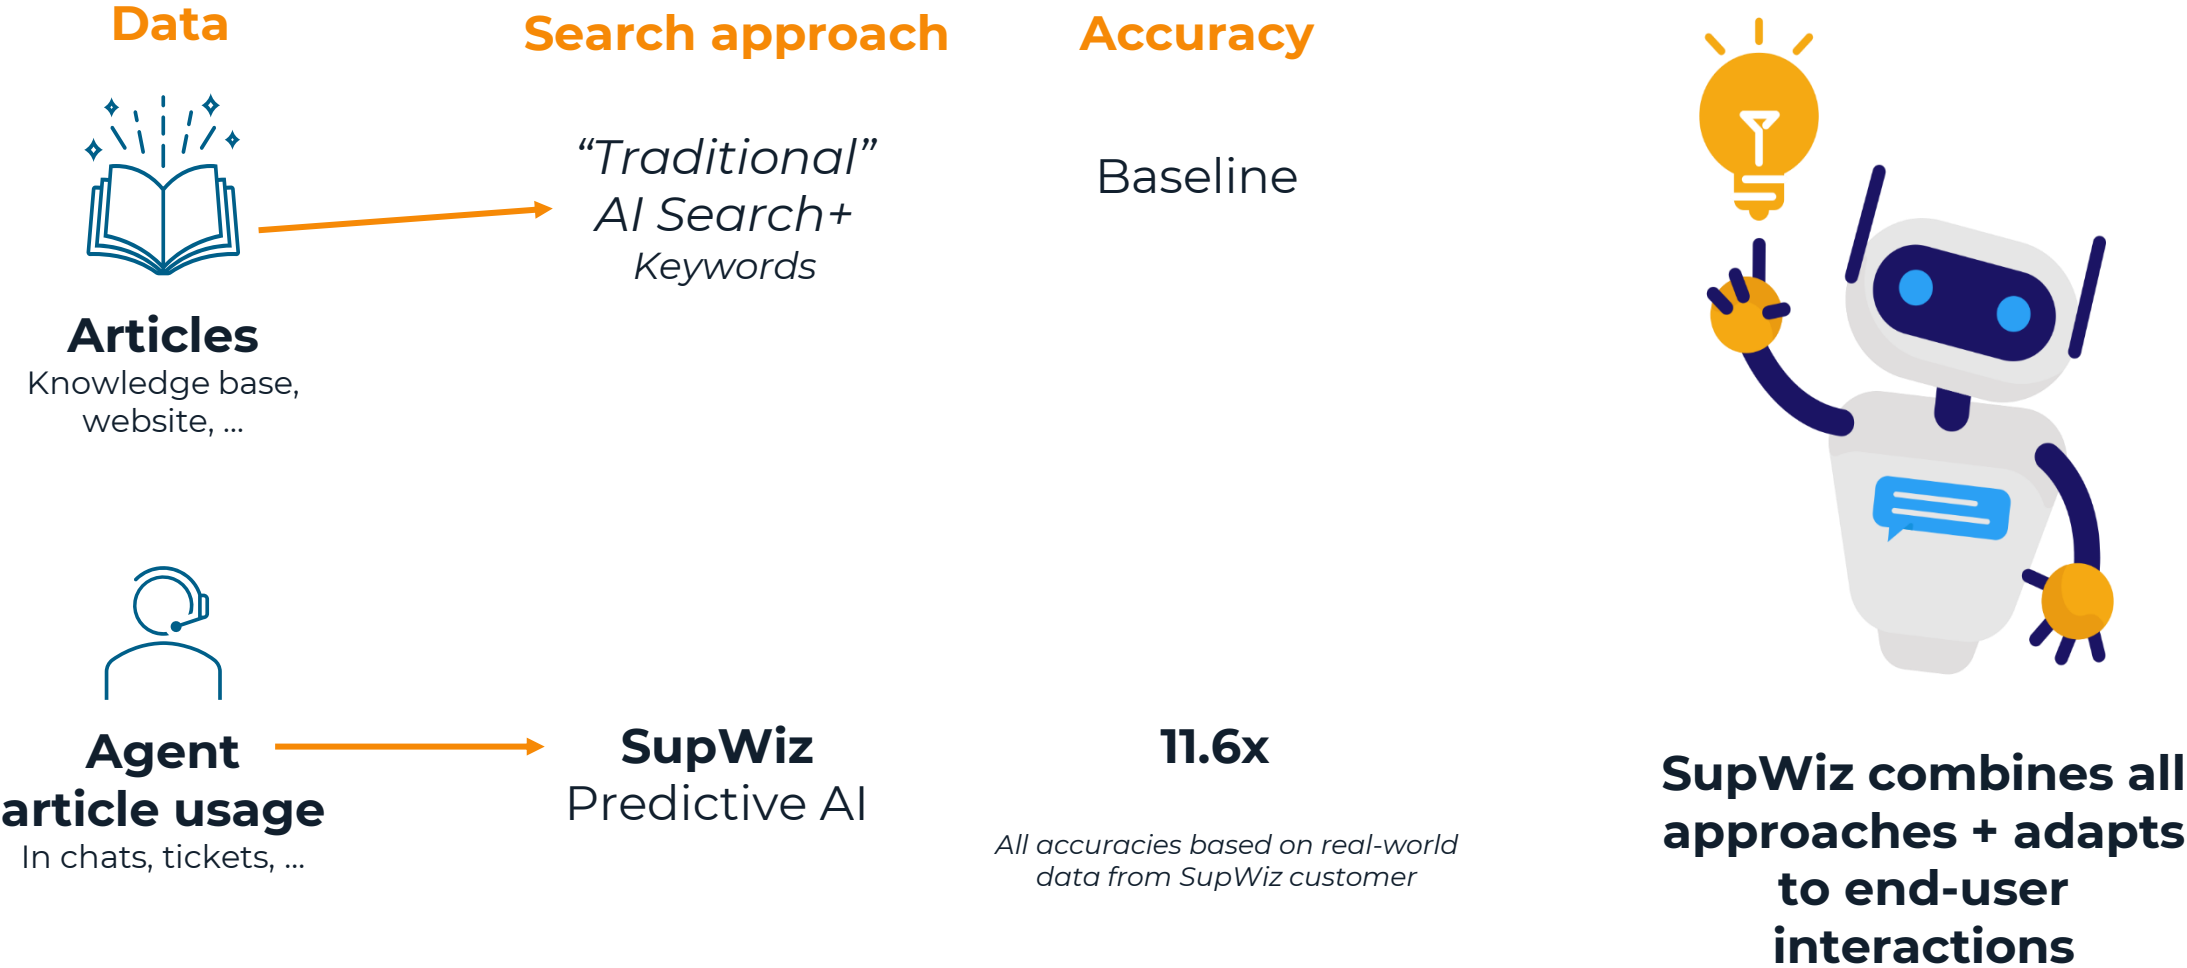 Data
Search approach
Accuracy
“Traditional”
AI Search+
Keywords
Baseline
Articles
Knowledge base,
website, ...
Agent
article usage
In chats, tickets, ...
SupWiz
Predictive AI
11.6x
All accuracies based on real-world
data from SupWiz customer
SupWiz combines all
approaches + adapts
to end-user
interactions